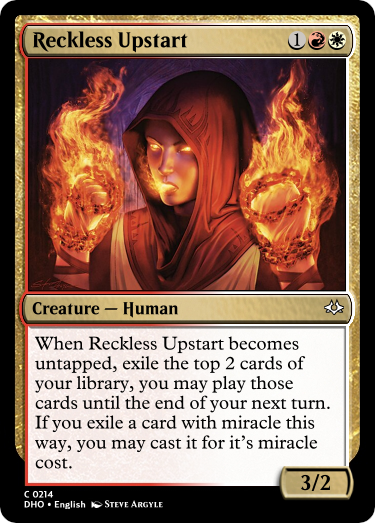 Reckless Upstart 1
Creature — Human
When Reckless Upstart becomes
untapped, exile the top 2 cards of
your library, you may play those
cards until the end of your next turn.
If you exile a card with miracle this
way, you may cast it for it's miracle
cost.
3/2
C 0214
DHO • English STEVE ARGYLE